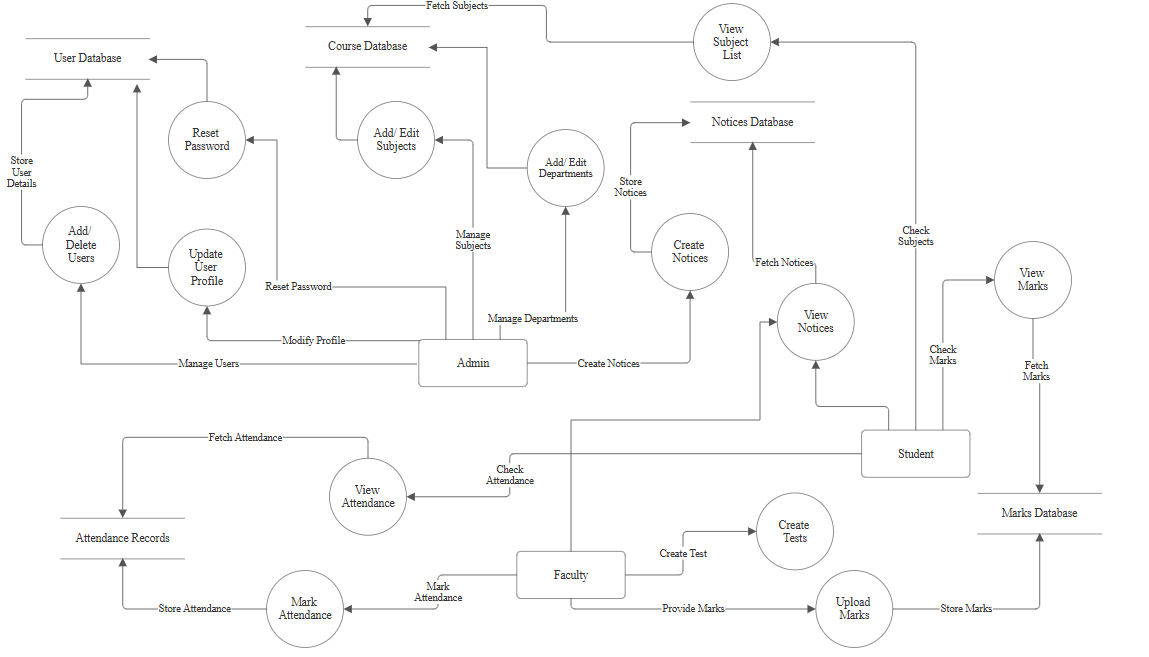 Fetch Subjects
View
Subject
List
User Database
Course Database
Notices Database
Reset
Password
Add/ Edit
Subjects
Add/ Edit
Departments
Store
User
Details
Store
Notices
Add/
Delete
Users
Update
User
Profile
Manage
Subjects
Create
Notices
Check
Subjects
Fetch Notices
View
Marks
Reset Password
Manage Departments
View
Notices
Modify Profile
Manage Users
Admin
Create Notices
Check
Marks
Fetch
Marks
Fetch Attendance
Student
Check
Attendance
View
Attendance
Marks Database
Attendance Records
Create
Tests
Create Test
Faculty
Mark
Attendance
Store Attendance
Mark
Attendance
Provide Marks
Upload
Marks
Store Marks